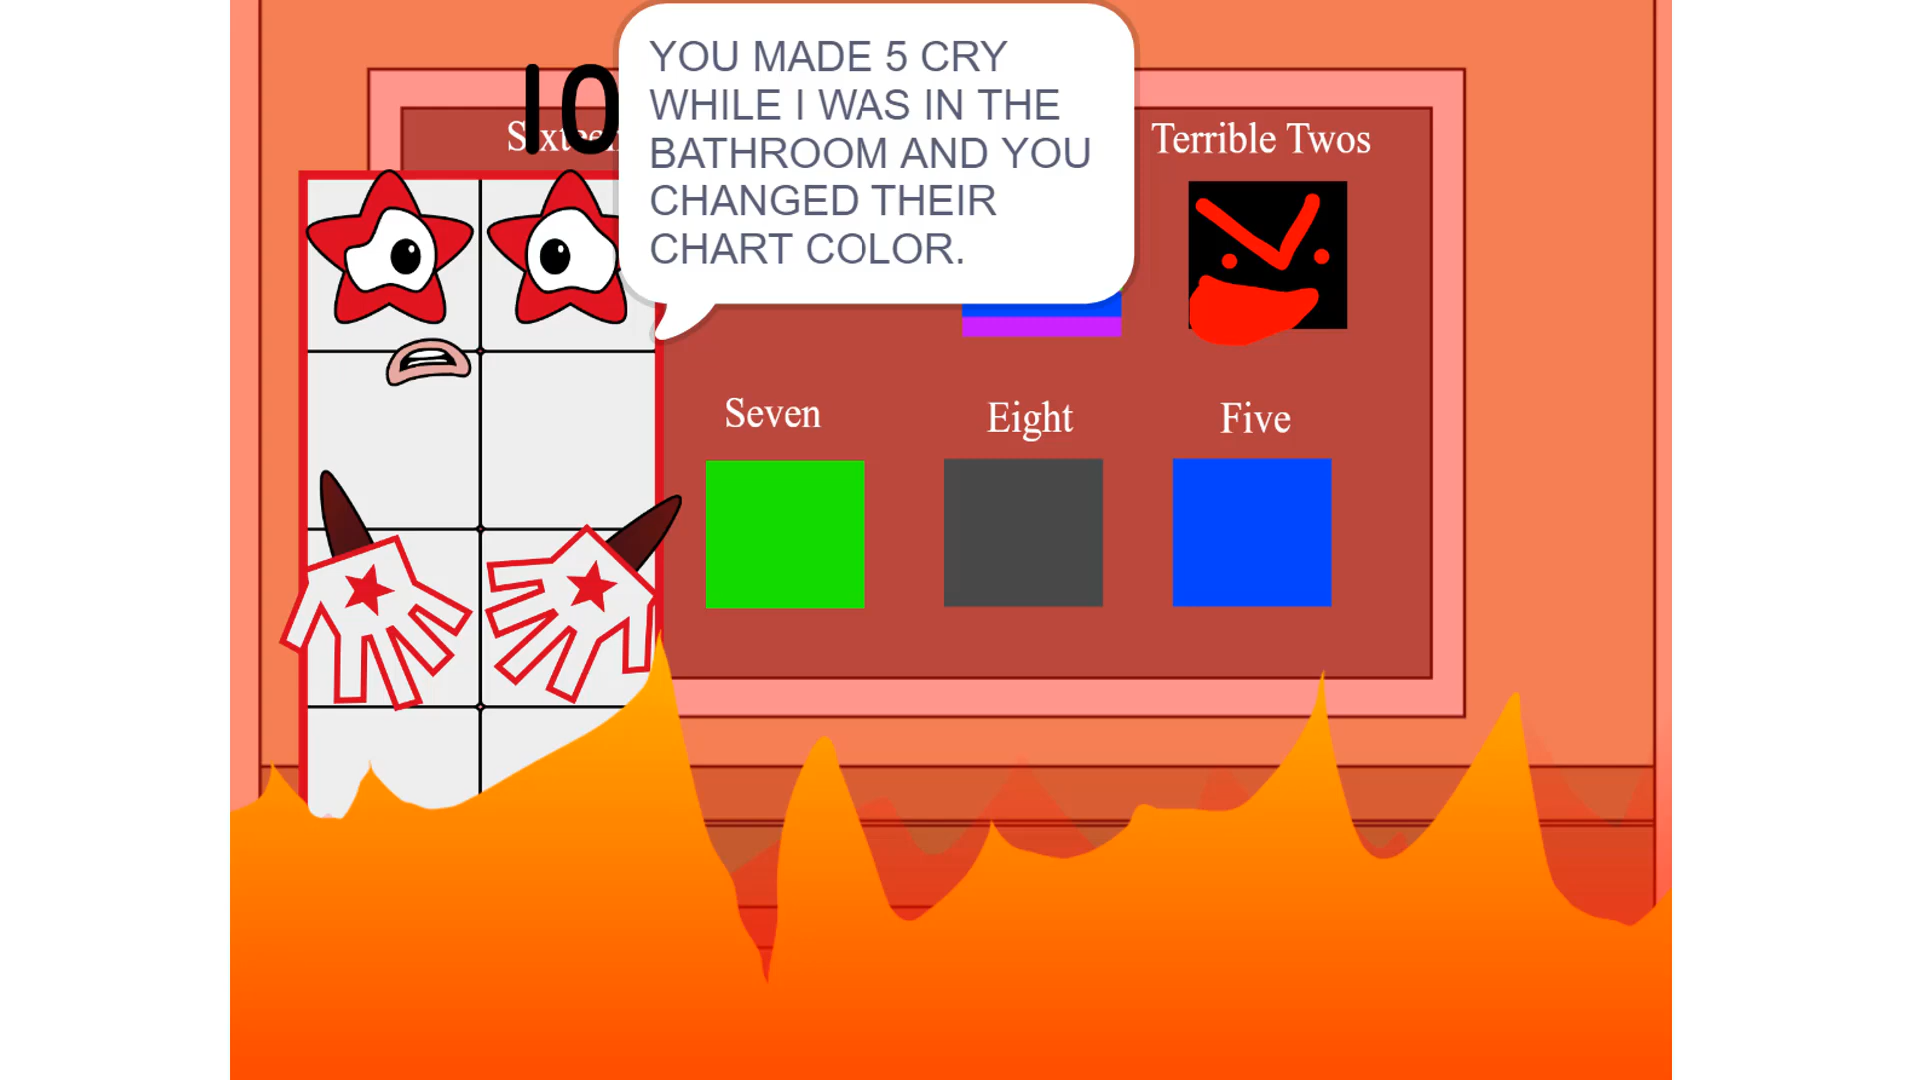 YOU MADE 5 CRY
WHILE I WAS IN THE
BATHROOM AND YOU
CHANGED THEIR
CHART COLOR.
10
Terrible Twos
Seven
Eight
Five